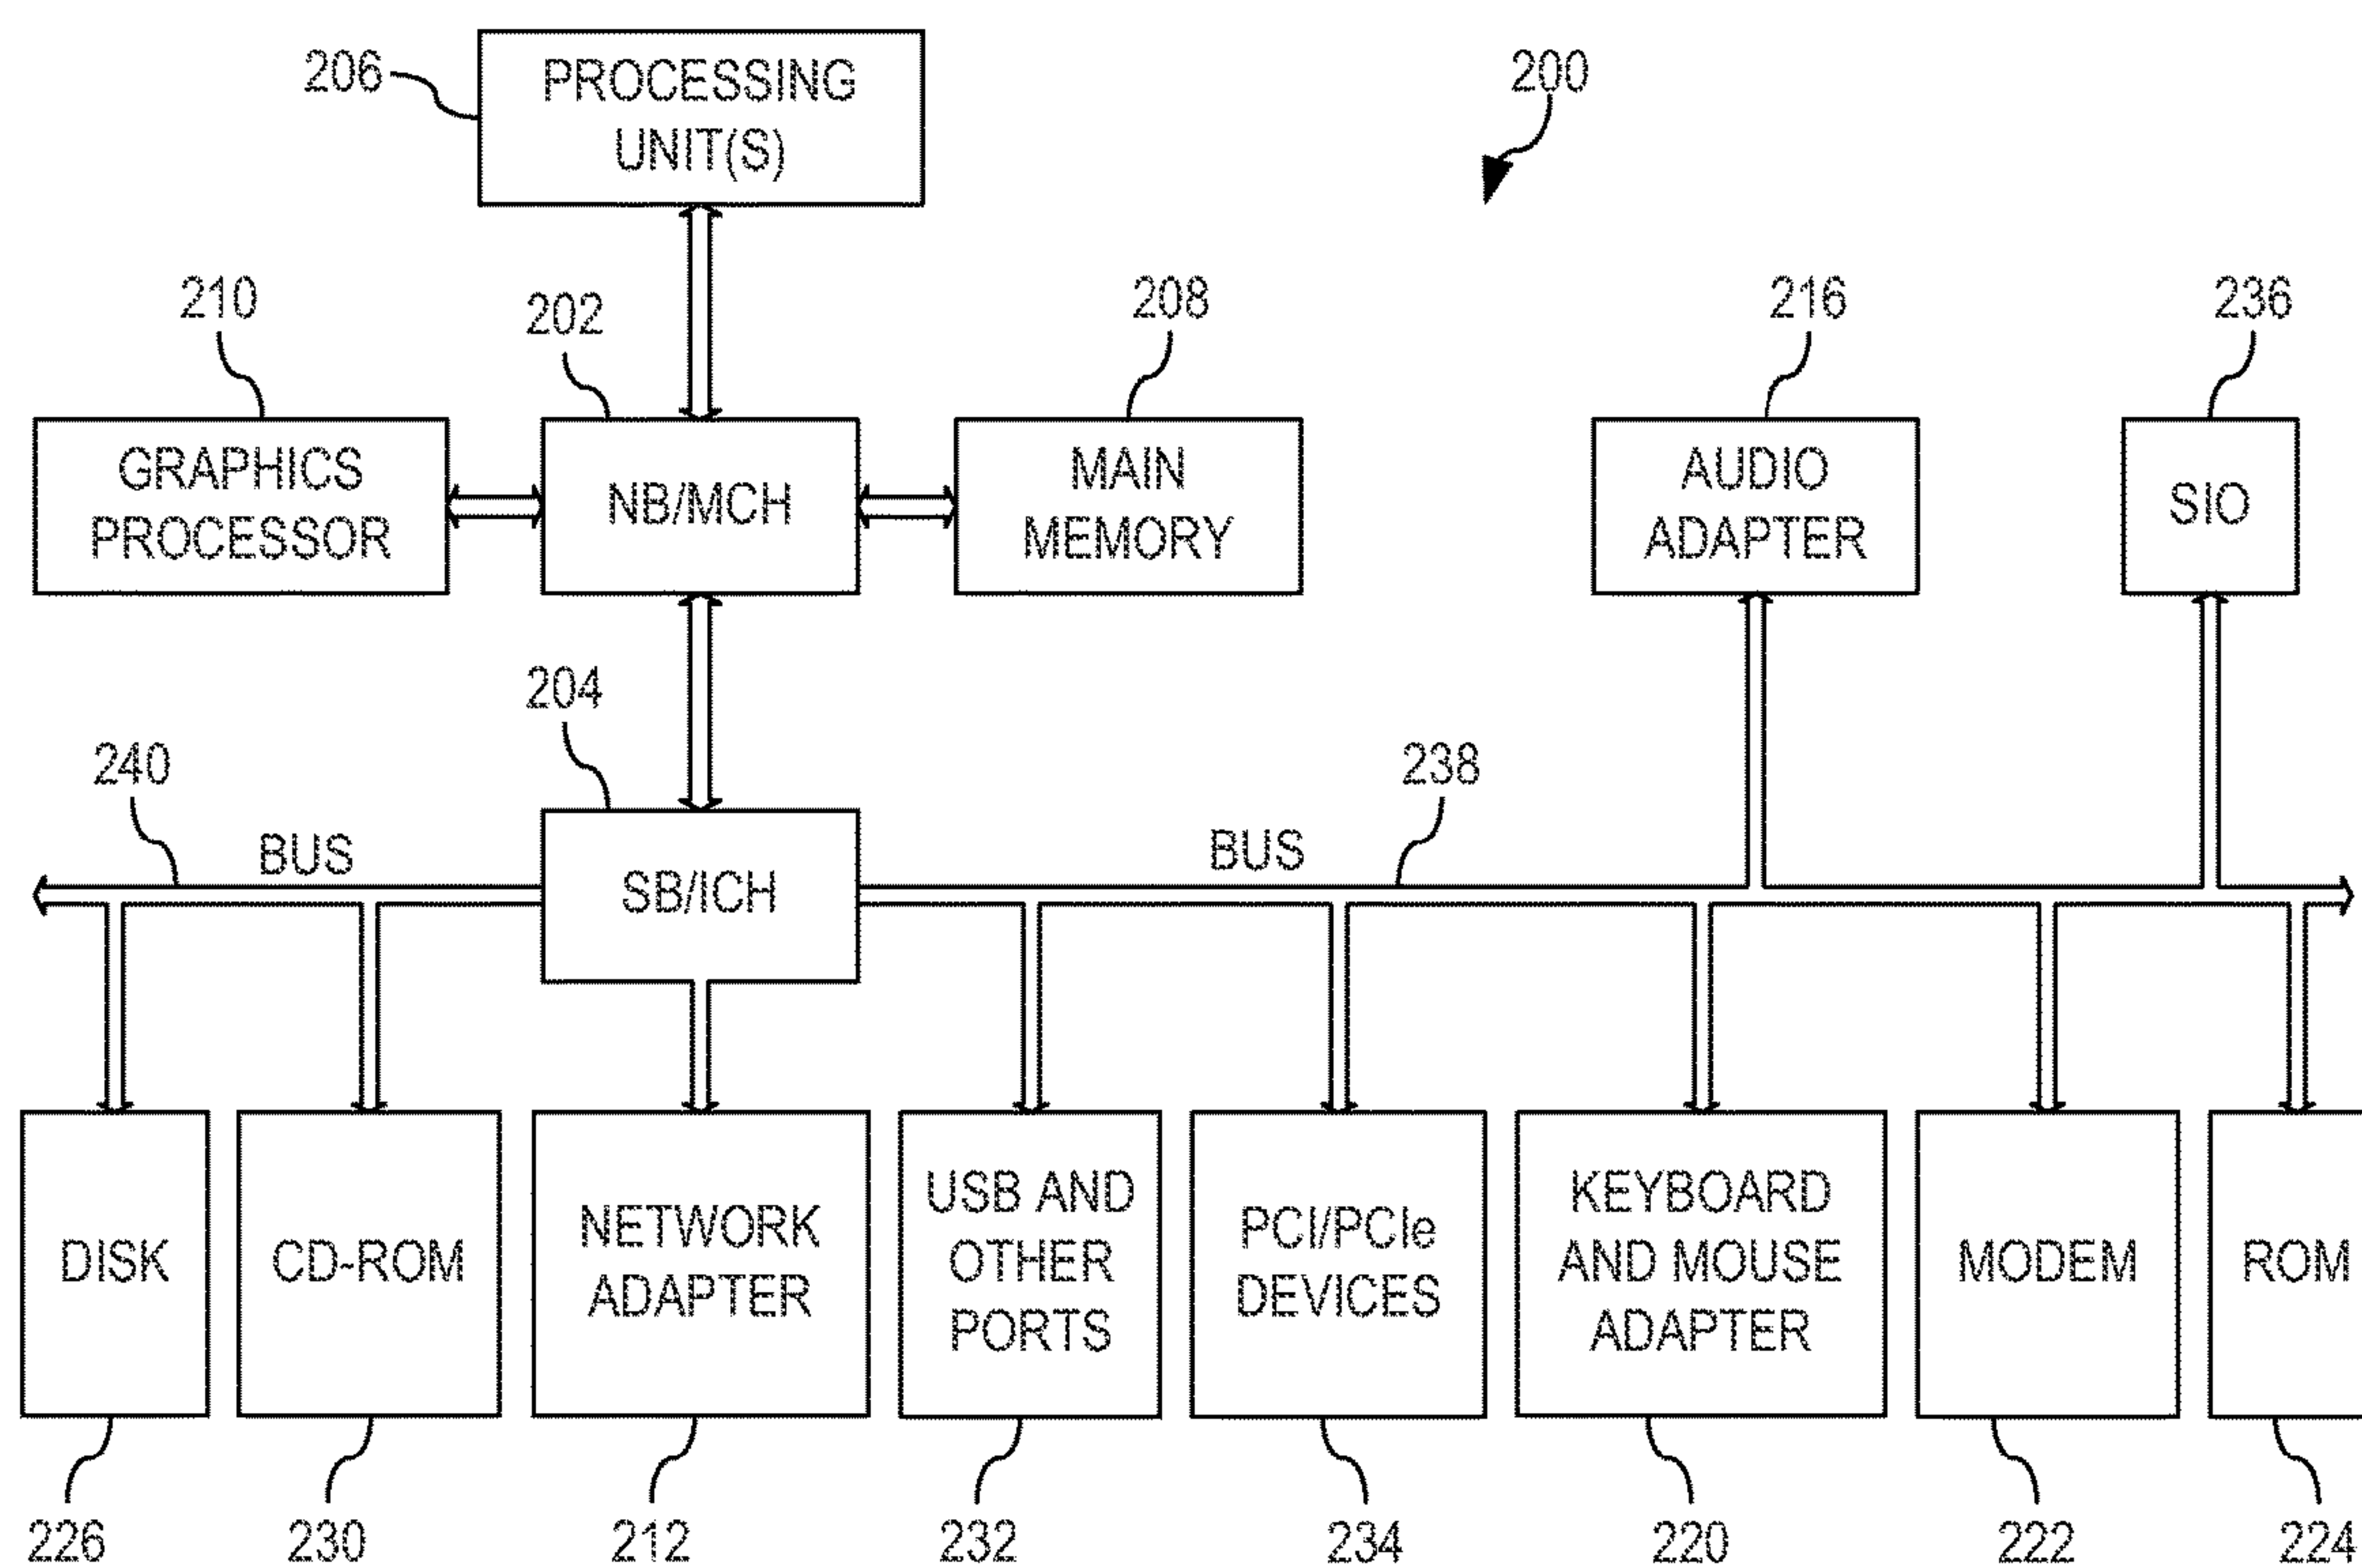 206
PROCESSING
UNIT(S)
200
210
202
208
216
236
GRAPHICS
PROCESSOR
NB/MCH
MAIN
MEMORY
AUDIO
ADAPTER
SIO
204
240
238
BUS
BUS
SB/ICH
DISK
CD-ROM
NETWORK
ADAPTER
USB AND
OTHER
PORTS
PCI/PCIe
DEVICES
KEYBOARD
AND MOUSE
ADAPTER
MODEM
ROM
226
230
212
232
234
220
222
224